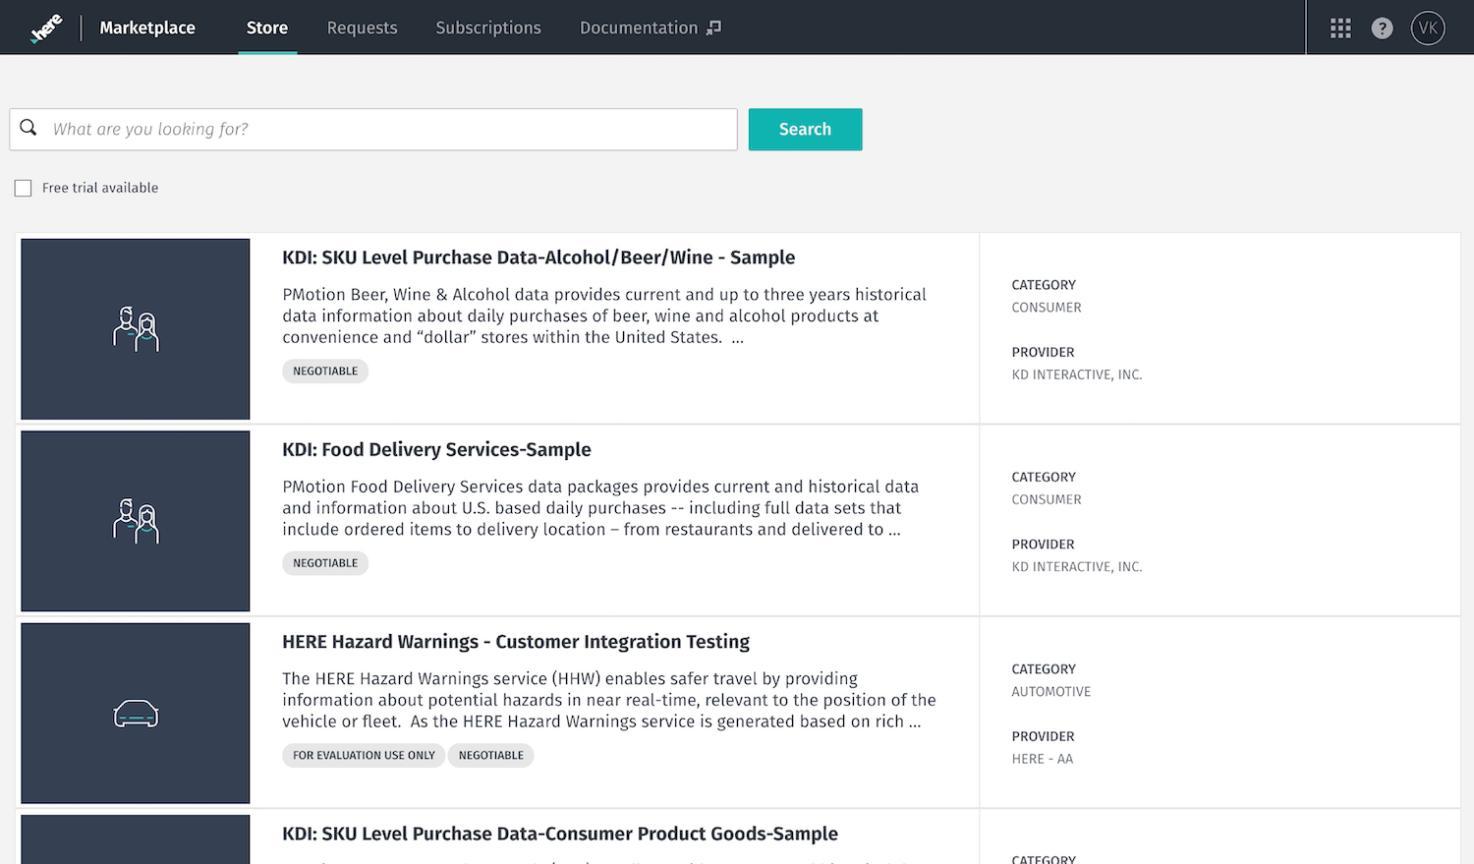 here
Marketplace
Store
Requests
Subscriptions
Documentation
?
VK
What are you looking for?
Search
Free trial available
KDI: SKU Level Purchase Data-Alcohol/Beer/Wine - Sample
PMotion Beer, Wine & Alcohol data provides current and up to three years historical
data information about daily purchases of beer, wine and alcohol products at
convenience and “dollar” stores within the United States.  ...
NEGOTIABLE
CATEGORY
CONSUMER
PROVIDER
KD INTERACTIVE, INC.
KDI: Food Delivery Services-Sample
PMotion Food Delivery Services data packages provides current and historical data
and information about U.S. based daily purchases -- including full data sets that
include ordered items to delivery location – from restaurants and delivered to ...
NEGOTIABLE
CATEGORY
CONSUMER
PROVIDER
KD INTERACTIVE, INC.
HERE Hazard Warnings - Customer Integration Testing
The HERE Hazard Warnings service (HHW) enables safer travel by providing
information about potential hazards in near real-time, relevant to the position of the
vehicle or fleet.  As the HERE Hazard Warnings service is generated based on rich ...
FOR EVALUATION USE ONLY
NEGOTIABLE
CATEGORY
AUTOMOTIVE
PROVIDER
HERE - AA
KDI: SKU Level Purchase Data-Consumer Product Goods-Sample
CATEGORY